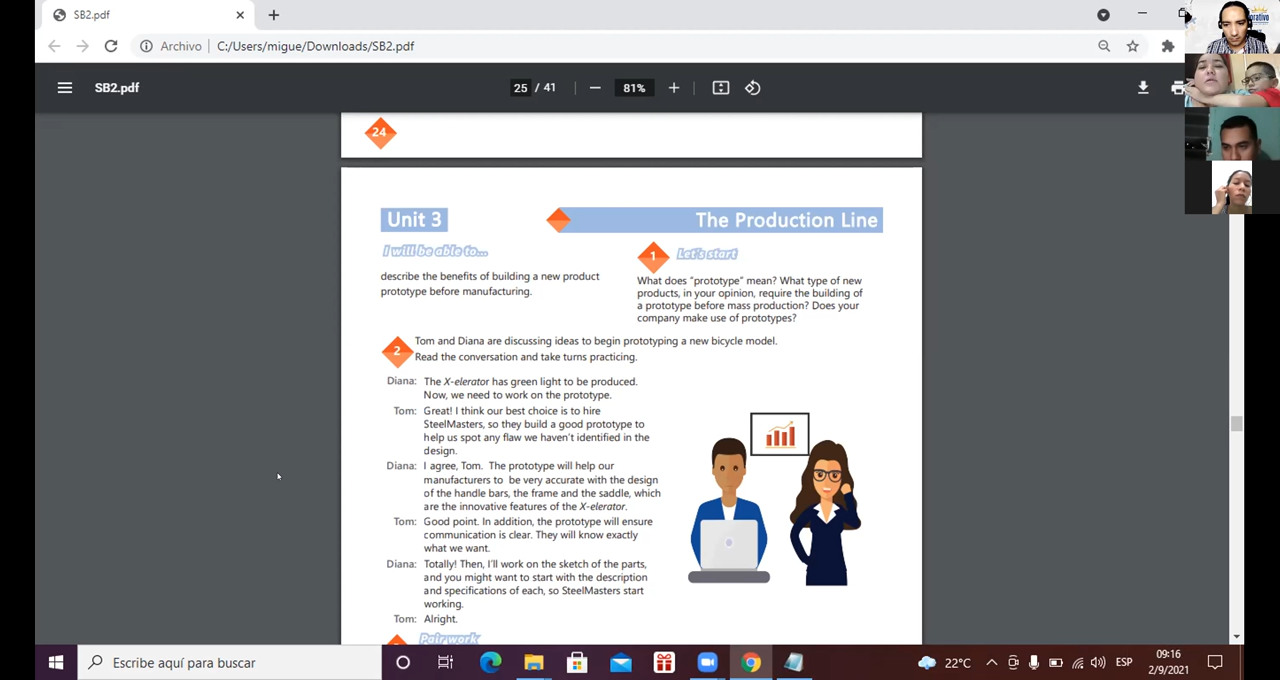 SB2.pdf
Archivo
C:/Users/migue/Downloads/SB2.pdf
SB2.pdf
25 / 41
81%
24
Unit 3
The Production Line
I will be able to...
describe the benefits of building a new product
prototype before manufacturing.
1
Let's start
What does "prototype" mean? What type of new
products, in your opinion, require the building of
a prototype before mass production? Does your
company make use of prototypes?
2
Tom and Diana are discussing ideas to begin prototyping a new bicycle model.
Read the conversation and take turns practicing.
Diana: The X-elerator has green light to be produced.
Now, we need to work on the prototype.
Tom: Great! I think our best choice is to hire
SteelMasters, so they build a good prototype to
help us spot any flaw we haven't identified in the
design.
Diana: I agree, Tom. The prototype will help our
manufacturers to be very accurate with the design
of the handle bars, the frame and the saddle, which
are the innovative features of the X-elerator.
Tom: Good point. In addition, the prototype will ensure
communication is clear. They will know exactly
what we want.
Diana: Totally! Then, I'll work on the sketch of the parts,
and you might want to start with the description
and specifications of each, so SteelMasters start
working.
Tom: Alright.
Pair work
Escribe aquí para buscar
22°C
ESP
09:16
2/9/2021